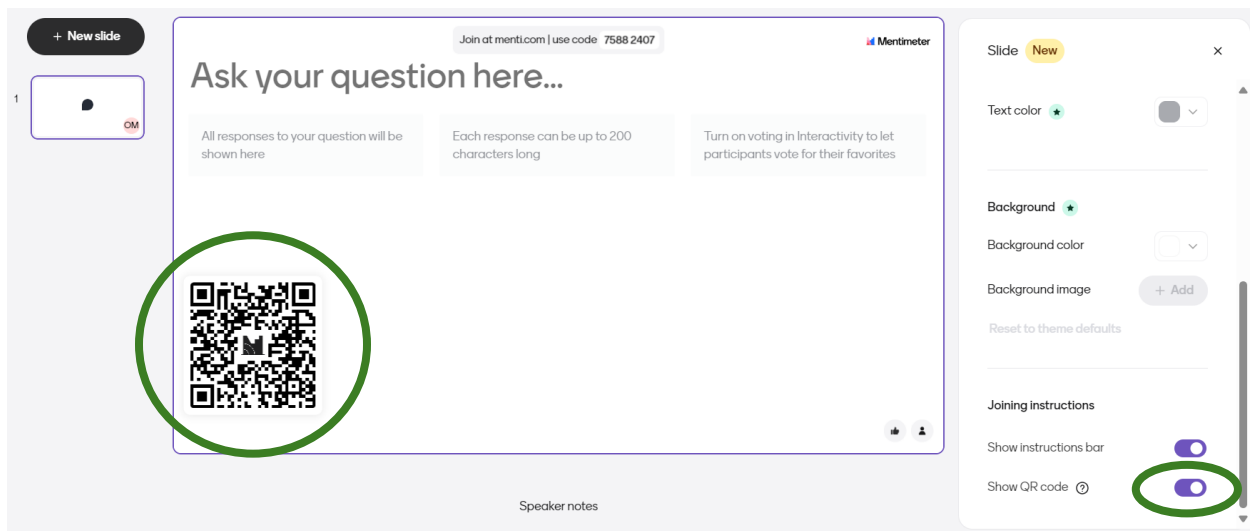 + New slide
1
OM
Join at menti.com | use code 7588 2407
Mentimeter
Ask your question here...
All responses to your question will be
shown here
Each response can be up to 200
characters long
Turn on voting in Interactivity to let
participants vote for their favorites
Speaker notes
Slide New
Text color
Background
Background color
Background image
+ Add
Reset to theme defaults
Joining instructions
Show instructions bar
Show QR code